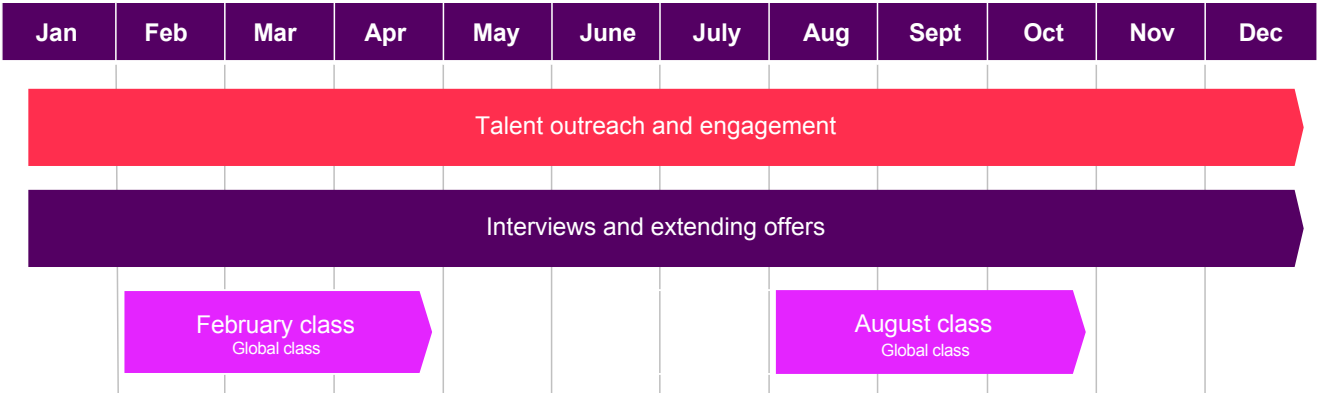 Jan Feb Mar Apr May June July Aug Sept Oct Nov Dec
Talent outreach and engagement
Interviews and extending offers
February class
Global class
August class
Global class